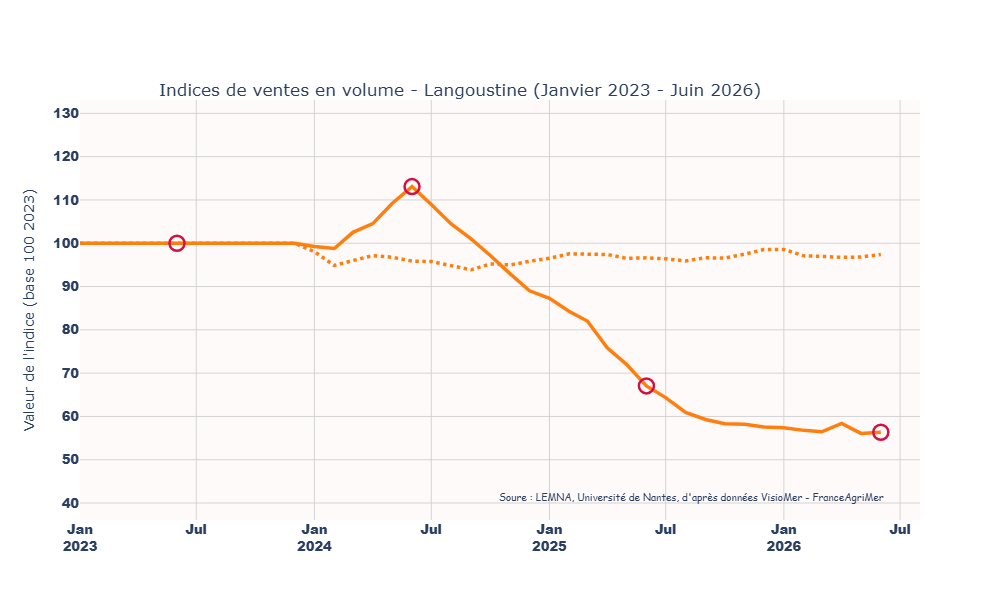 Indices de ventes en volume - Langoustine (Janvier 2023 - Juin 2026)
Valeur de l'indice (base 100 2023)
130
120
110
100
90
80
70
60
50
40
Soure : LEMNA, Université de Nantes, d'après données VisioMer - FranceAgriMer
Jan Jul Jan Jul Jan Jul Jan Jul
2023 2024 2025 2026